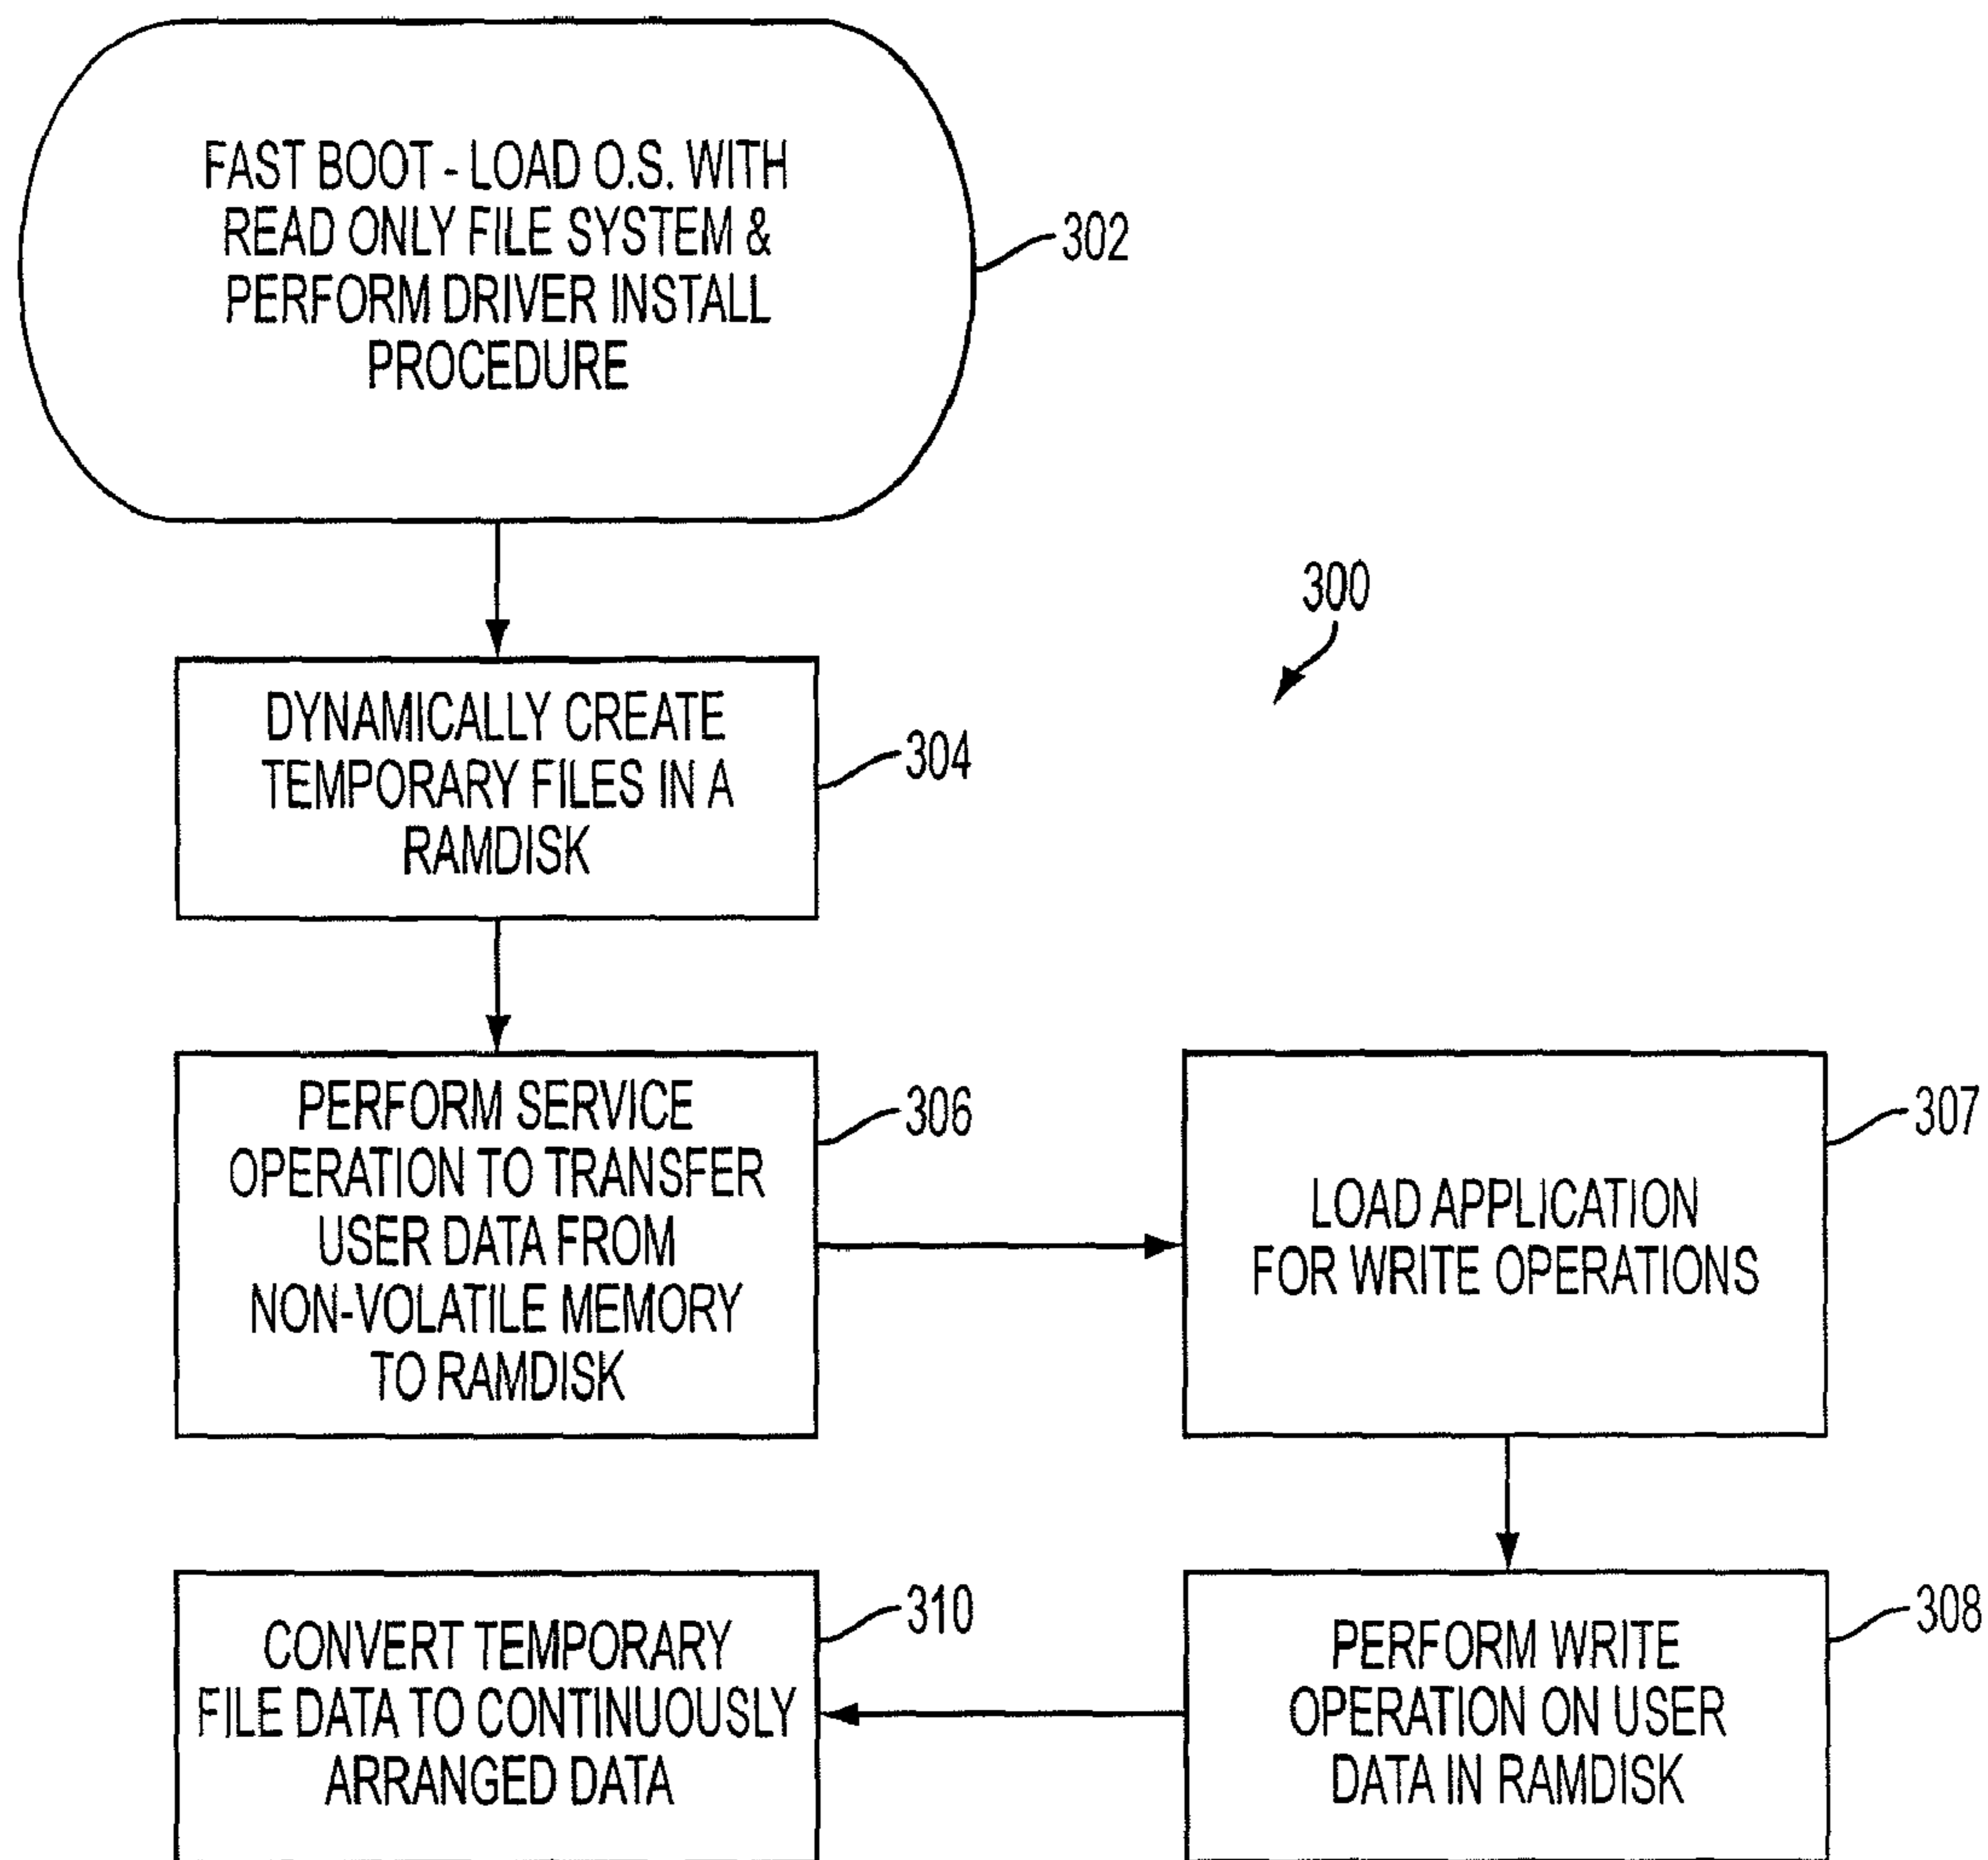 FAST BOOT - LOAD O.S. WITH
READ ONLY FILE SYSTEM &
PERFORM DRIVER INSTALL
PROCEDURE
302
300
DYNAMICALLY CREATE
TEMPORARY FILES IN A
RAMDISK
304
PERFORM SERVICE
OPERATION TO TRANSFER
USER DATA FROM
NON-VOLATILE MEMORY
TO RAMDISK
306
LOAD APPLICATION
FOR WRITE OPERATIONS
307
PERFORM WRITE
OPERATION ON USER
DATA IN RAMDISK
308
CONVERT TEMPORARY
FILE DATA TO CONTINUOUSLY
ARRANGED DATA
310